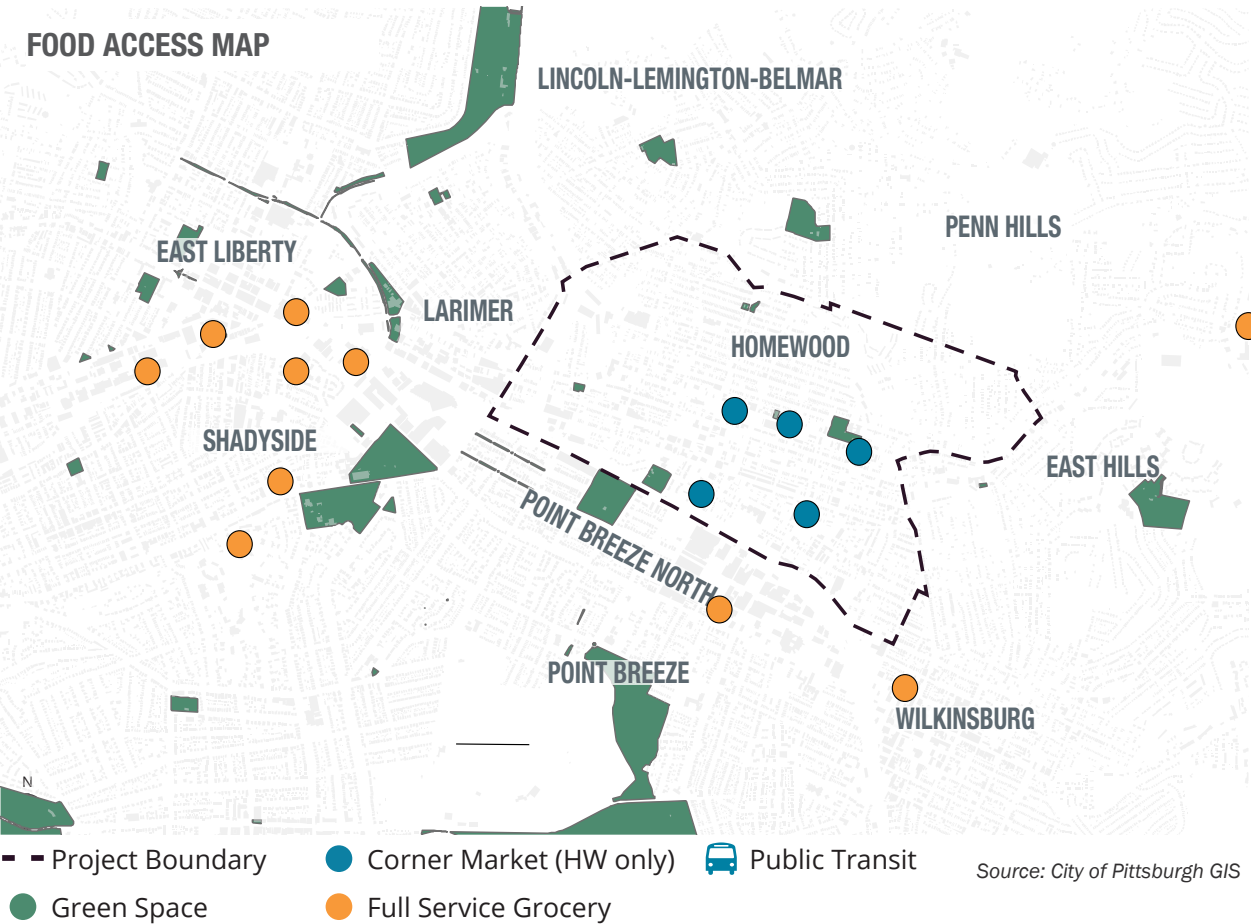 FOOD ACCESS MAP
LINCOLN-LEMINGTON-BELMAR
PENN HILLS
EAST LIBERTY
LARIMER
HOMEWOOD
SHADYSIDE
EAST HILLS
POINT BREEZE NORTH
POINT BREEZE
WILKINSBURG
N
Project Boundary
Corner Market (HW only)
Public Transit
Source: City of Pittsburgh GIS
Green Space
Full Service Grocery